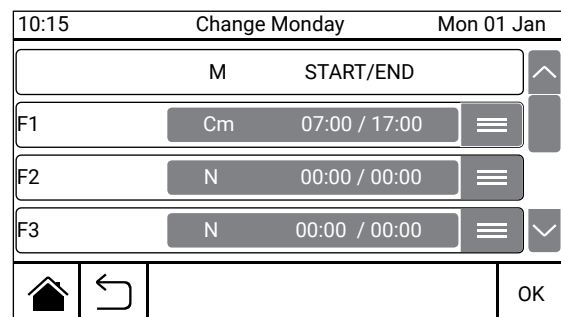 10:15 Change Monday Mon 01 Jan
M START/END
F1 Cm 07:00 / 17:00
F2 N 00:00 / 00:00
F3 N 00:00 / 00:00
OK